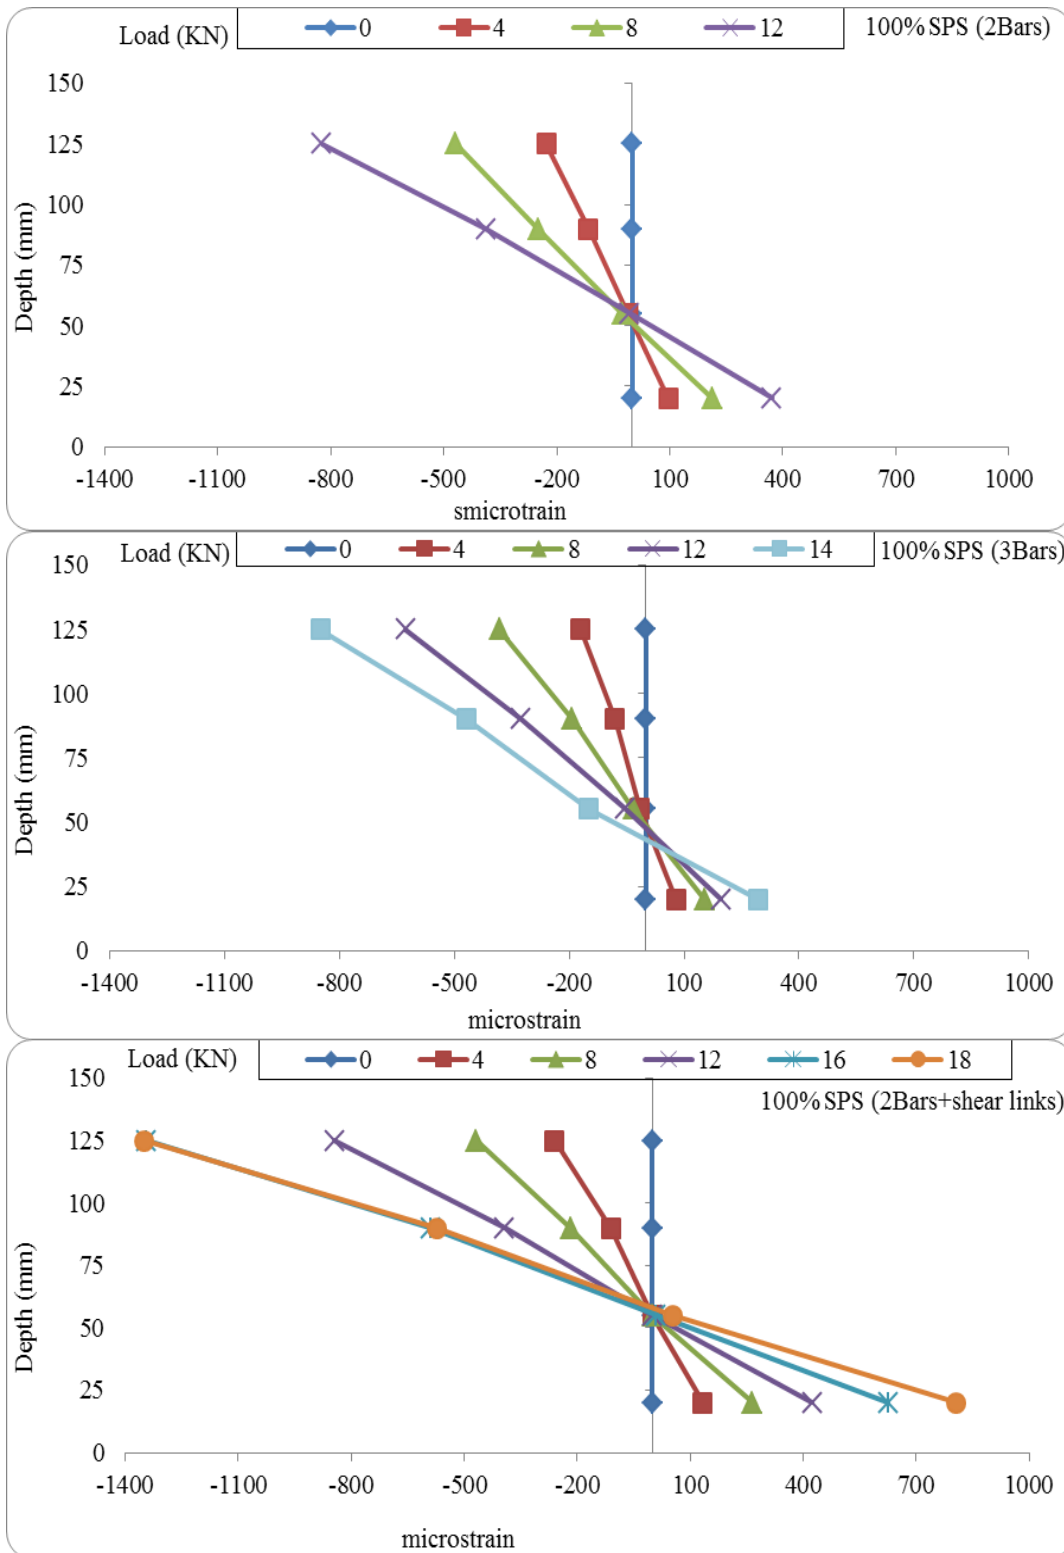 Load (KN) 0 4 8 12 100% SPS (2Bars)
150
125
100
75
50
25
0
Depth (mm)
-1400 -1100 -800 -500 -200 100 400 700 1000
smicrotrain
Load (KN) 0 4 8 12 14 100% SPS (3Bars)
150
125
100
75
50
25
0
Depth (mm)
-1400 -1100 -800 -500 -200 100 400 700 1000
microstrain
Load (KN) 0 4 8 12 16 18
100% SPS (2Bars+shear links)
150
125
100
75
50
25
0
Depth (mm)
-1400 -1100 -800 -500 -200 100 400 700 1000
microstrain